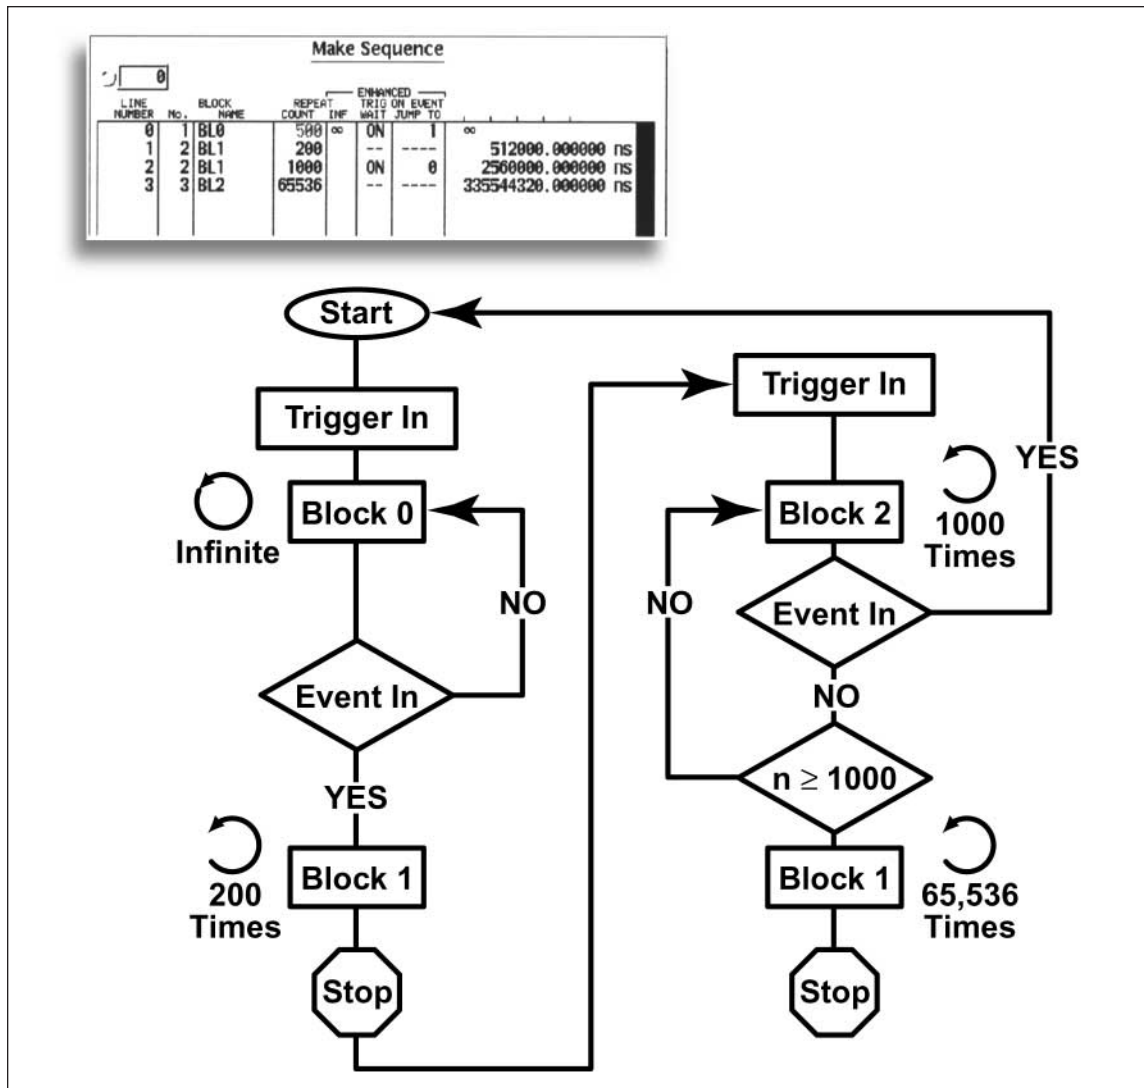 Make Sequence
0
ENHANCED
LINE BLOCK REPEAT TRIG ON EVENT
NUMBER No. NAME COUNT INF WAIT JUMP TO
0 1 BL0 500 ∞ ON 1 ∞
1 2 BL1 200 -- ---- 512000.000000 ns
2 2 BL1 1000 ON 0 2560000.000000 ns
3 3 BL2 65536 -- ---- 335544320.000000 ns
Start
Trigger In
Block 0
Infinite
NO
Event In
YES
Block 1
200
Times
Stop
Trigger In
YES
Block 2
1000
Times
NO
Event In
NO
n ≥ 1000
Block 1
65,536
Times
Stop